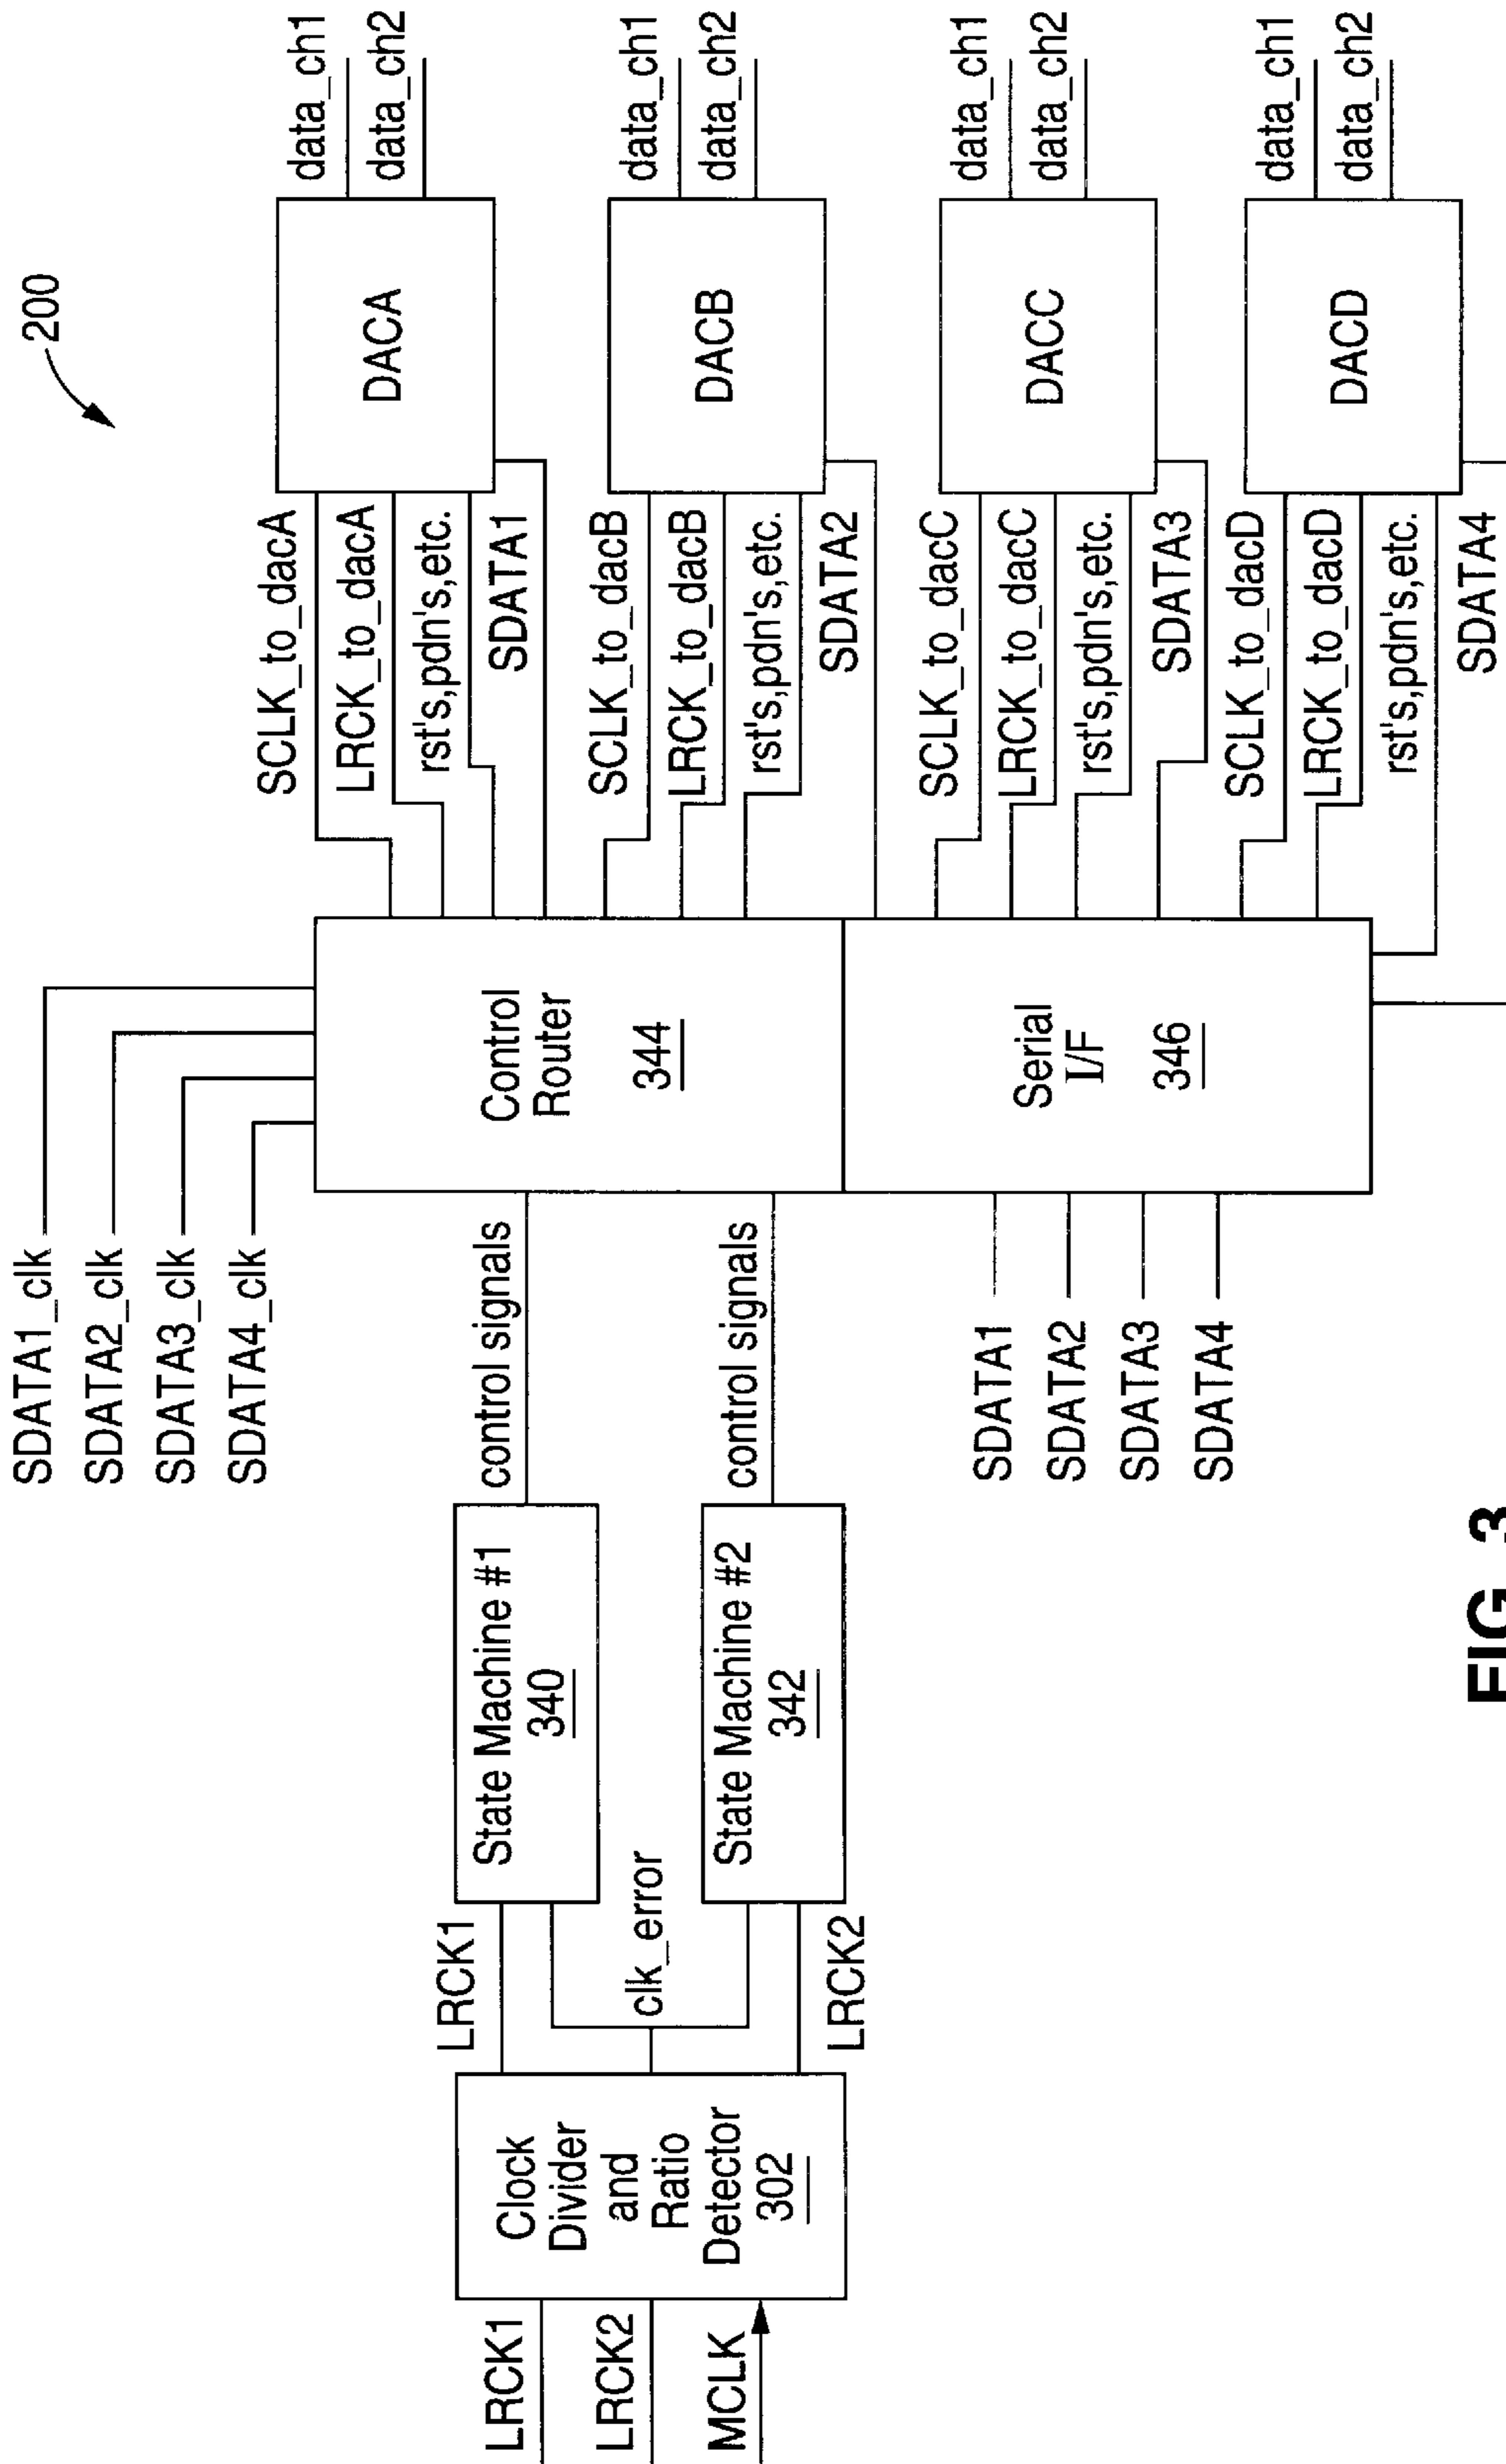 200
SDATA1_clk
SDATA2_clk
SDATA3_clk
SDATA4_clk
LRCK1
LRCK2
MCLK
Clock
Divider
and
Ratio
Detector
302
LRCK1
clk_error
LRCK2
State Machine #1
340
State Machine #2
342
control signals
control signals
SDATA1
SDATA2
SDATA3
SDATA4
Control
Router
344
Serial
I/F
346
SCLK_to_dacA
LRCK_to_dacA
rst's,pdn's,etc.
SDATA1
DACA
data_ch1
data_ch2
SCLK_to_dacB
LRCK_to_dacB
rst's,pdn's,etc.
SDATA2
DACB
data_ch1
data_ch2
SCLK_to_dacC
LRCK_to_dacC
rst's,pdn's,etc.
SDATA3
DACC
data_ch1
data_ch2
SCLK_to_dacD
LRCK_to_dacD
rst's,pdn's,etc.
SDATA4
DACD
data_ch1
data_ch2
FIG. 3